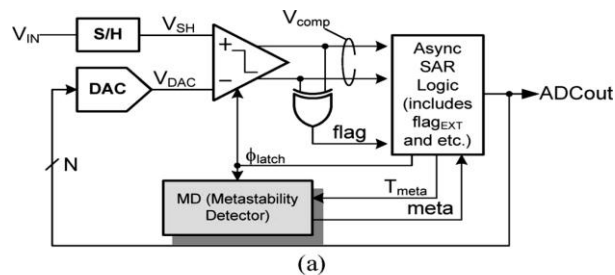 V_IN
S/H
V_SH
V_comp
DAC
V_DAC
+
−
Async
SAR
Logic
(includes
flag_EXT
and etc.)
ADCout
flag
N
ϕ_latch
MD (Metastability
Detector)
T_meta
meta
(a)